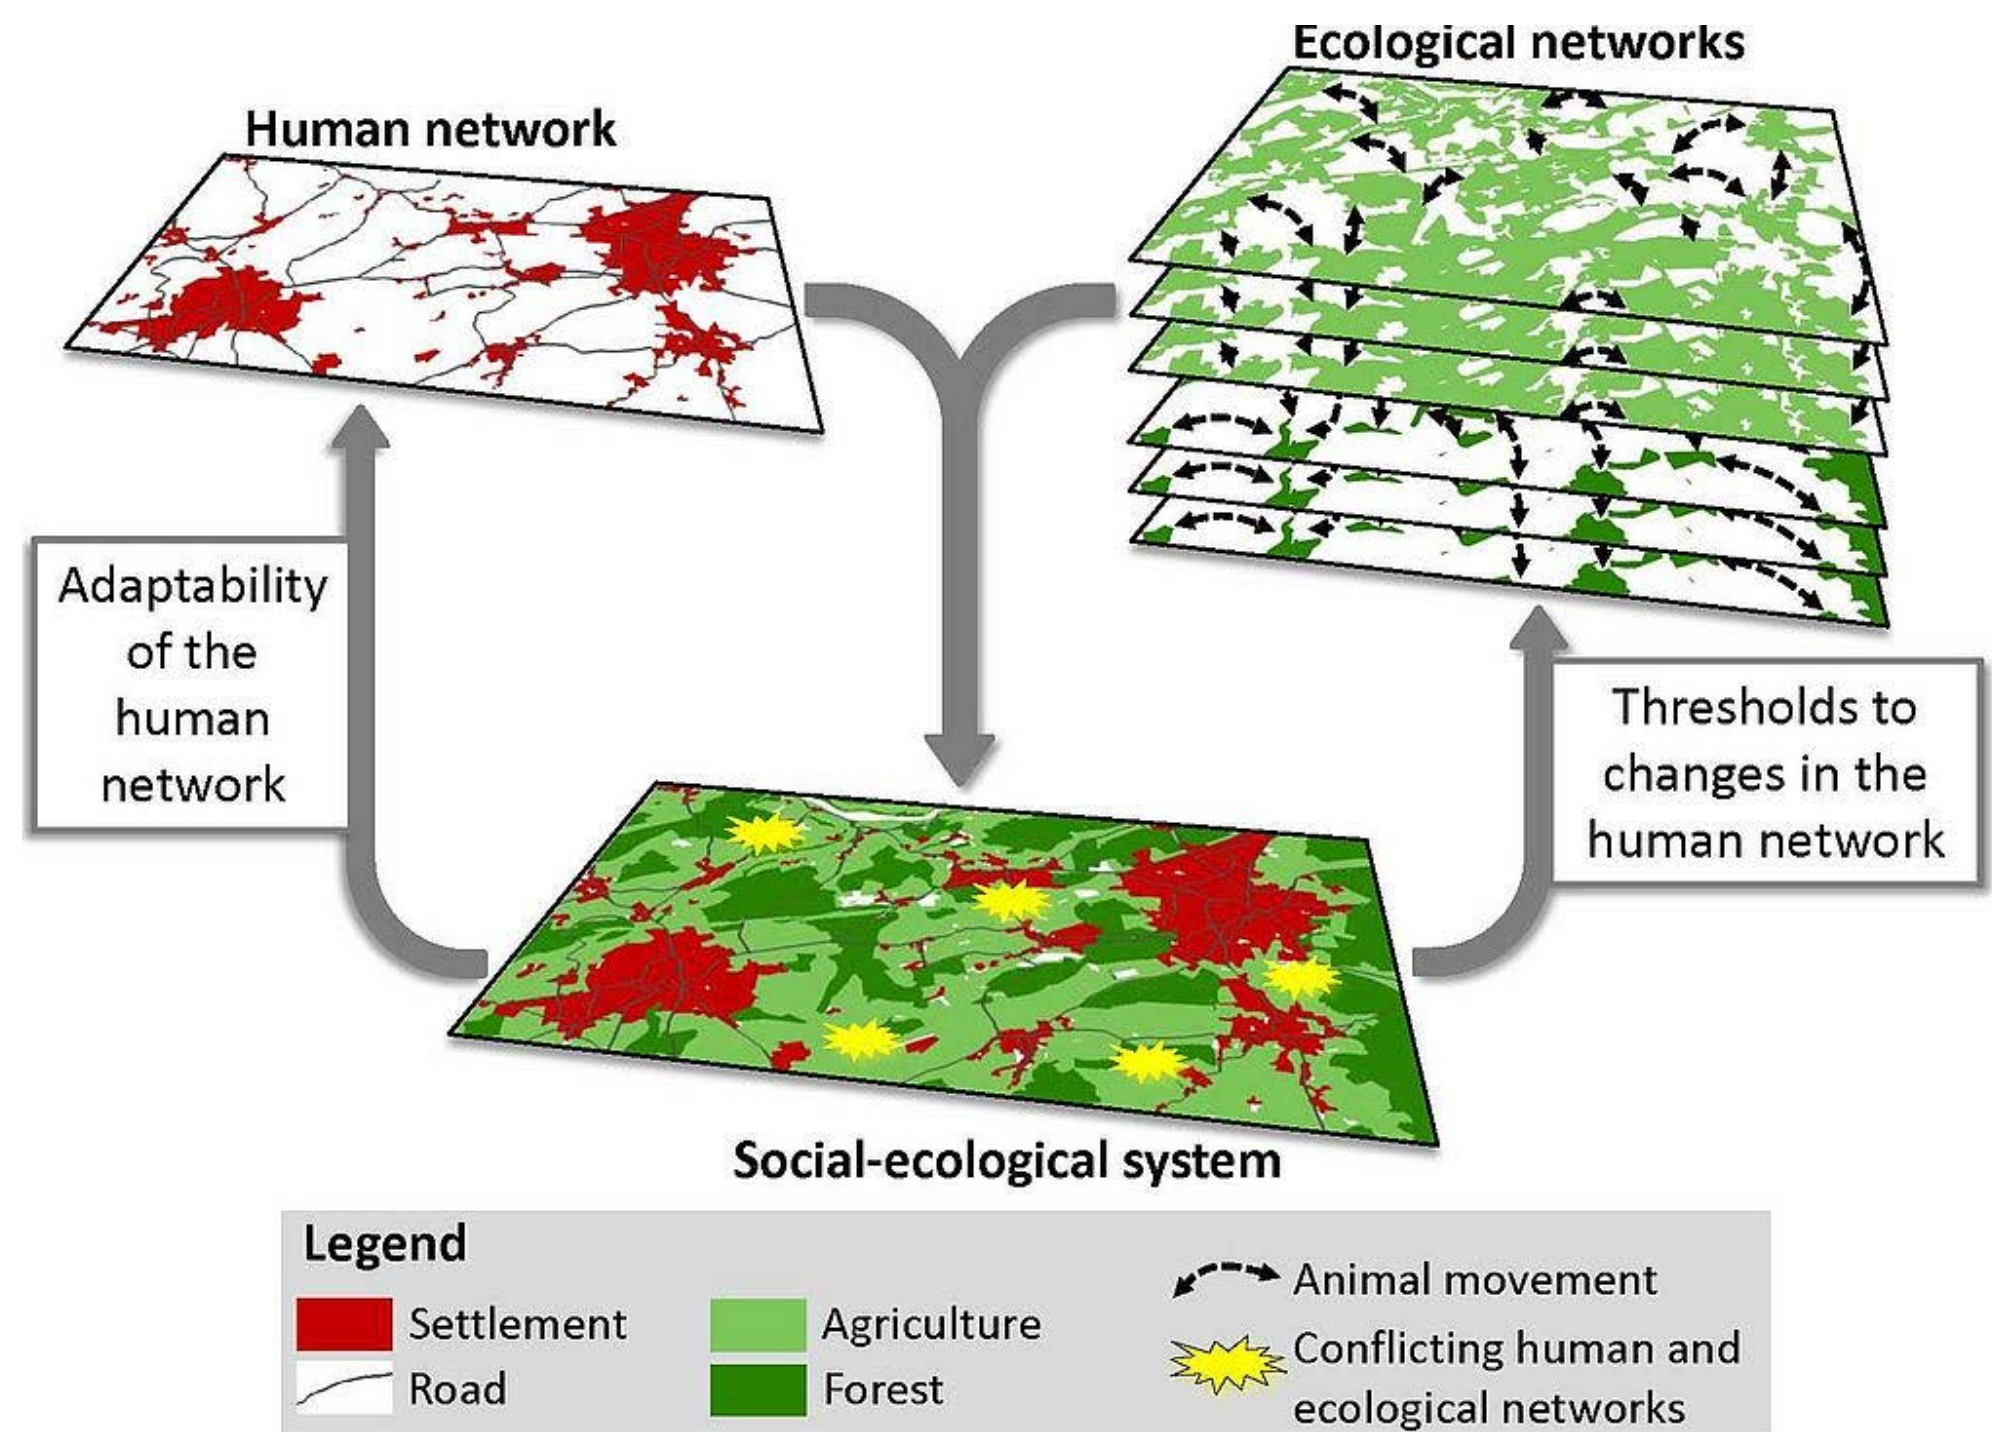 Ecological networks
Human network
Adaptability
of the
human
network
Thresholds to
changes in the
human network
Social-ecological system
Legend
Settlement
Road
Agriculture
Forest
Animal movement
Conflicting human and
ecological networks